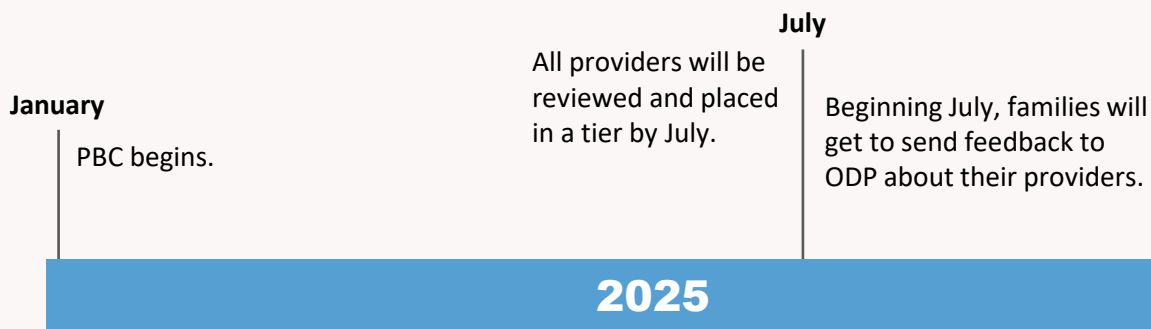 January
PBC begins.
July
All providers will be
reviewed and placed
in a tier by July.
Beginning July, families will
get to send feedback to
ODP about their providers.
2025